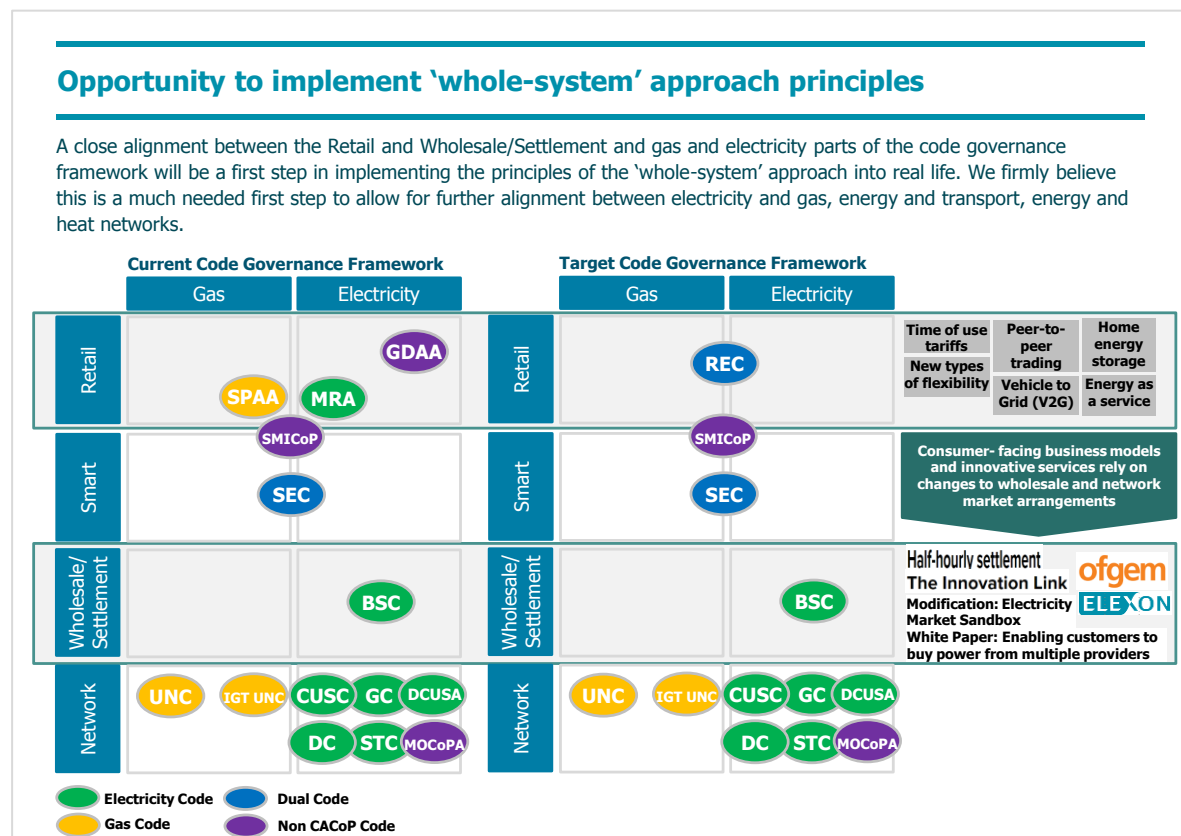 Opportunity to implement ‘whole-system’ approach principles
A close alignment between the Retail and Wholesale/Settlement and gas and electricity parts of the code governance
framework will be a first step in implementing the principles of the ‘whole-system’ approach into real life. We firmly believe
this is a much needed first step to allow for further alignment between electricity and gas, energy and transport, energy and
heat networks.
Current Code Governance Framework
Gas
Electricity
Retail
GDAA
SPAA
MRA
SMICoP
Smart
SEC
Wholesale/
Settlement
BSC
Network
UNC
IGT UNC
CUSC
GC
DCUSA
DC
STC
MOCoPA
Target Code Governance Framework
Gas
Electricity
Retail
REC
SMICoP
Smart
SEC
Wholesale/
Settlement
BSC
Network
UNC
IGT UNC
CUSC
GC
DCUSA
DC
STC
MOCoPA
Time of use
tariffs
Peer-to-
peer
trading
Home
energy
storage
New types
of flexibility
Vehicle to
Grid (V2G)
Energy as
a service
Consumer- facing business models
and innovative services rely on
changes to wholesale and network
market arrangements
Half-hourly settlement
The Innovation Link
ofgem
ELEXON
Modification: Electricity
Market Sandbox
White Paper: Enabling customers to
buy power from multiple providers
Electricity Code
Dual Code
Gas Code
Non CACoP Code